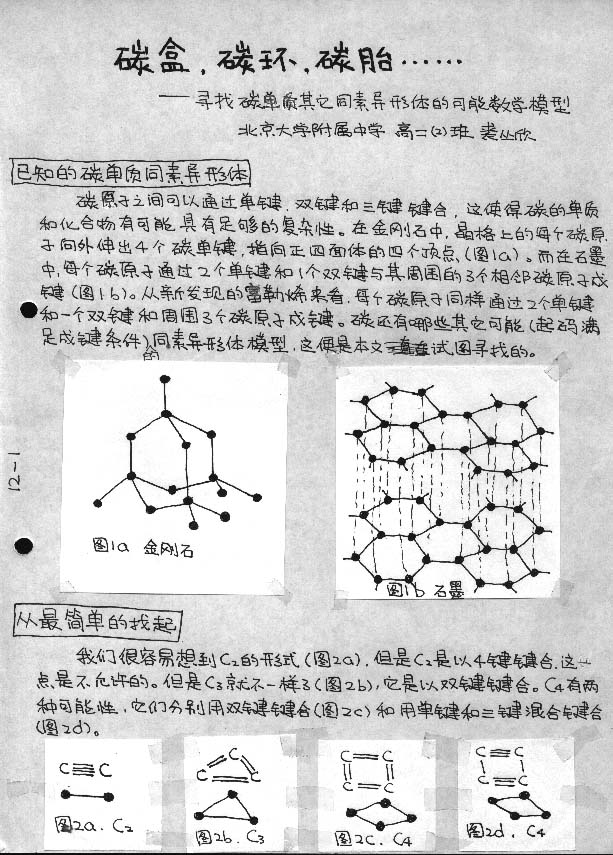 碳盒，碳环，碳胎……
——寻找碳单质其它同素异形体的可能数学模型
北京大学附属中学 高二(2)班 裘丛欣
已知的碳单质同素异形体
碳原子之间可以通过单键，双键和三键键合，这使得碳的单质
和化合物有可能具有足够的复杂性。在金刚石中，晶格上的每个碳原
子向外伸出4个碳单键，指向正四面体的四个顶点（图1a）。而在石墨
中，每个碳原子通过2个单键和1个双键与其周围的3个相邻碳原子成
键（图1b）。从新发现的富勒烯来看，每个碳原子同样通过2个单键
和一个双键和周围3个碳原子成键。碳还有哪些其它可能（起码满
足成键条件）的同素异形体模型，这便是本文试图寻找的。
12-1
图1a 金刚石
图1b 石墨
从最简单的找起
我们很容易想到C₂的形式（图2a），但是C₂是以4键键合，这一
点是不允许的。但是C₃就不一样了（图2b），它是以双键键合。C₄有两
种可能性，它们分别用双键键合（图2c）和用单键和三键混合键合
（图2d）。
C≣C
C
C C
C=C
C=C
C≡C
C≡C
图2a. C₂
图2b. C₃
图2c. C₄
图2d. C₄